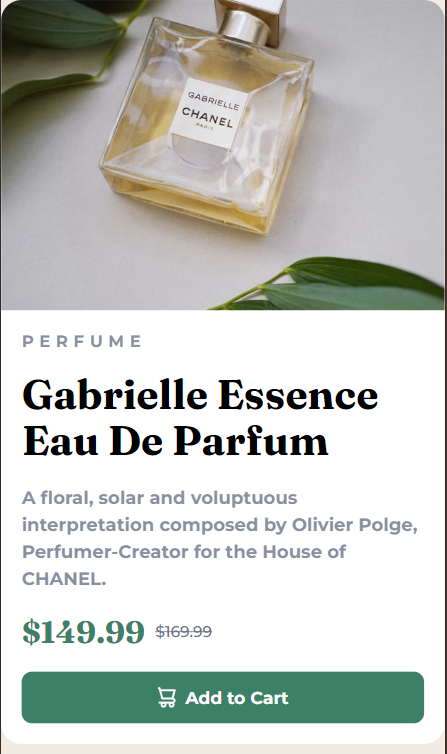 GABRIELLE
CHANEL
PARIS
PERFUME
Gabrielle Essence
Eau De Parfum
A floral, solar and voluptuous
interpretation composed by Olivier Polge,
Perfumer-Creator for the House of
CHANEL.
$149.99 $169.99
Add to Cart